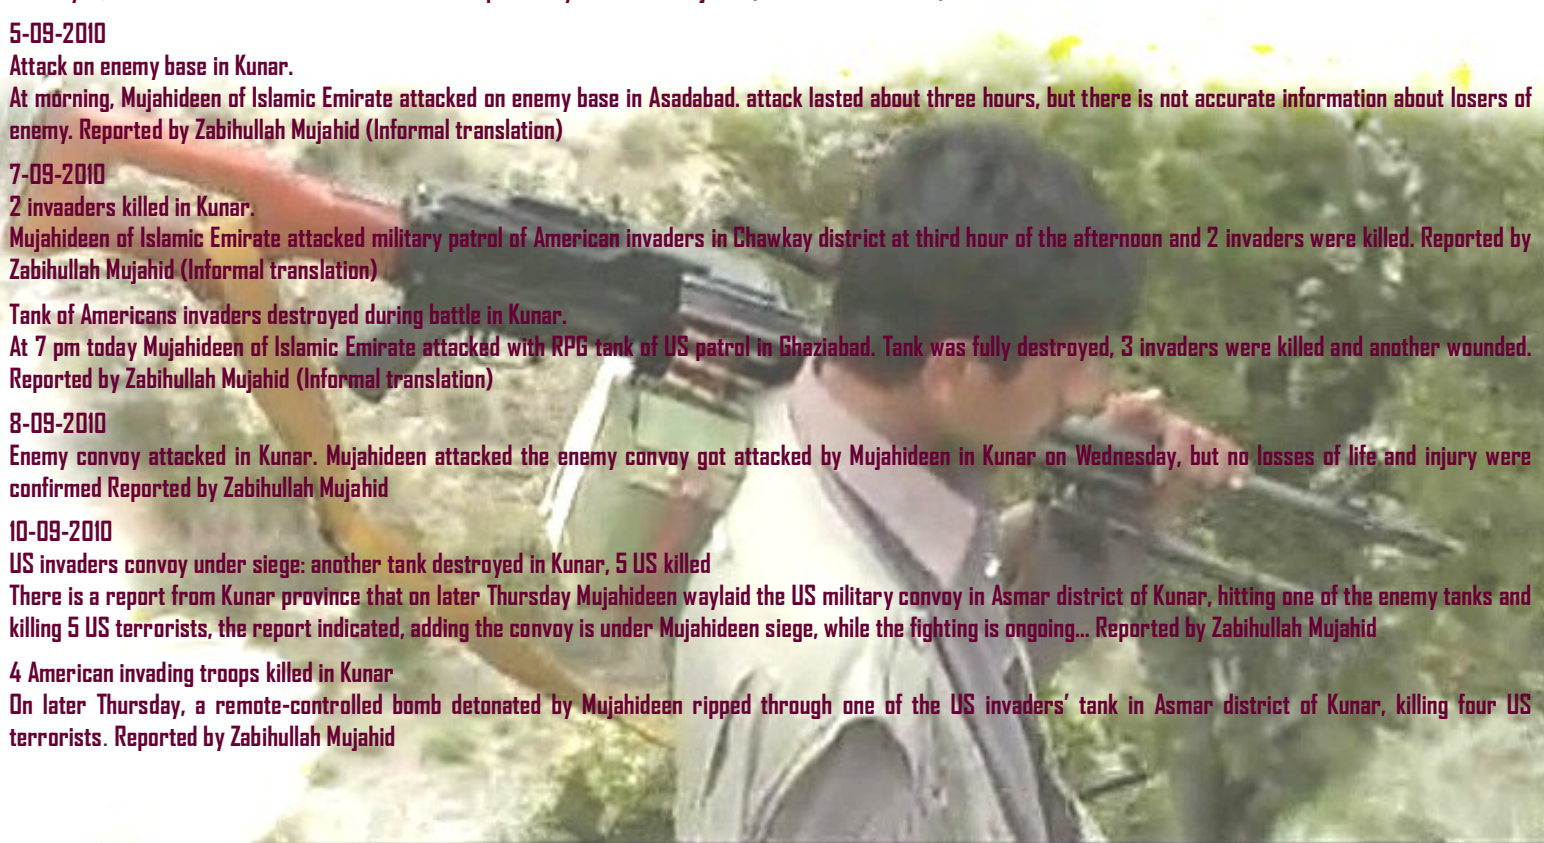 5-09-2010
Attack on enemy base in Kunar.
At morning, Mujahideen of Islamic Emirate attacked on enemy base in Asadabad. attack lasted about three hours, but there is not accurate information about losers of
enemy. Reported by Zabihullah Mujahid (Informal translation)
7-09-2010
2 invaaders killed in Kunar.
Mujahideen of Islamic Emirate attacked military patrol of American invaders in Chawkay district at third hour of the afternoon and 2 invaders were killed. Reported by
Zabihullah Mujahid (Informal translation)
Tank of Americans invaders destroyed during battle in Kunar.
At 7 pm today Mujahideen of Islamic Emirate attacked with RPG tank of US patrol in Ghaziabad. Tank was fully destroyed, 3 invaders were killed and another wounded.
Reported by Zabihullah Mujahid (Informal translation)
8-09-2010
Enemy convoy attacked in Kunar. Mujahideen attacked the enemy convoy got attacked by Mujahideen in Kunar on Wednesday, but no losses of life and injury were
confirmed Reported by Zabihullah Mujahid
10-09-2010
US invaders convoy under siege: another tank destroyed in Kunar, 5 US killed
There is a report from Kunar province that on later Thursday Mujahideen waylaid the US military convoy in Asmar district of Kunar, hitting one of the enemy tanks and
killing 5 US terrorists, the report indicated, adding the convoy is under Mujahideen siege, while the fighting is ongoing... Reported by Zabihullah Mujahid
4 American invading troops killed in Kunar
On later Thursday, a remote-controlled bomb detonated by Mujahideen ripped through one of the US invaders’ tank in Asmar district of Kunar, killing four US
terrorists. Reported by Zabihullah Mujahid